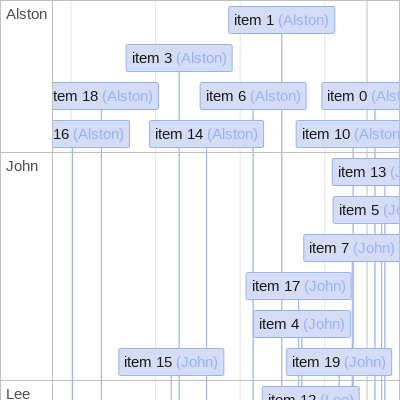 Alston
item 1 (Alston)
item 3 (Alston)
tem 18 (Alston)
item 6 (Alston)
item 0 (Alst
16 (Alston)
item 14 (Alston)
item 10 (Alston
John
item 13 (J
item 5 (Jo
item 7 (John)
item 17 (John)
item 4 (John)
item 15 (John)
item 19 (John)
Lee
item 12 (Lee)